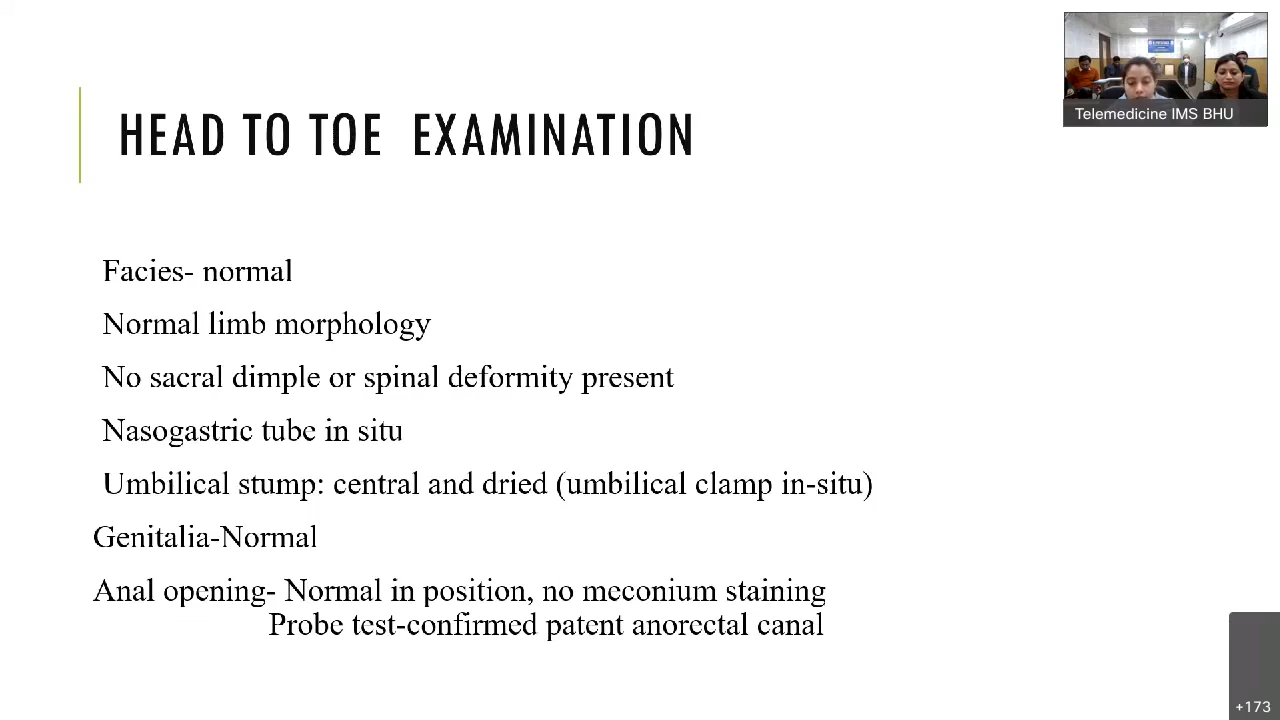 Telemedicine IMS BHU
HEAD TO TOE EXAMINATION
Facies- normal
Normal limb morphology
No sacral dimple or spinal deformity present
Nasogastric tube in situ
Umbilical stump: central and dried (umbilical clamp in-situ)
Genitalia-Normal
Anal opening- Normal in position, no meconium staining
Probe test-confirmed patent anorectal canal
+173